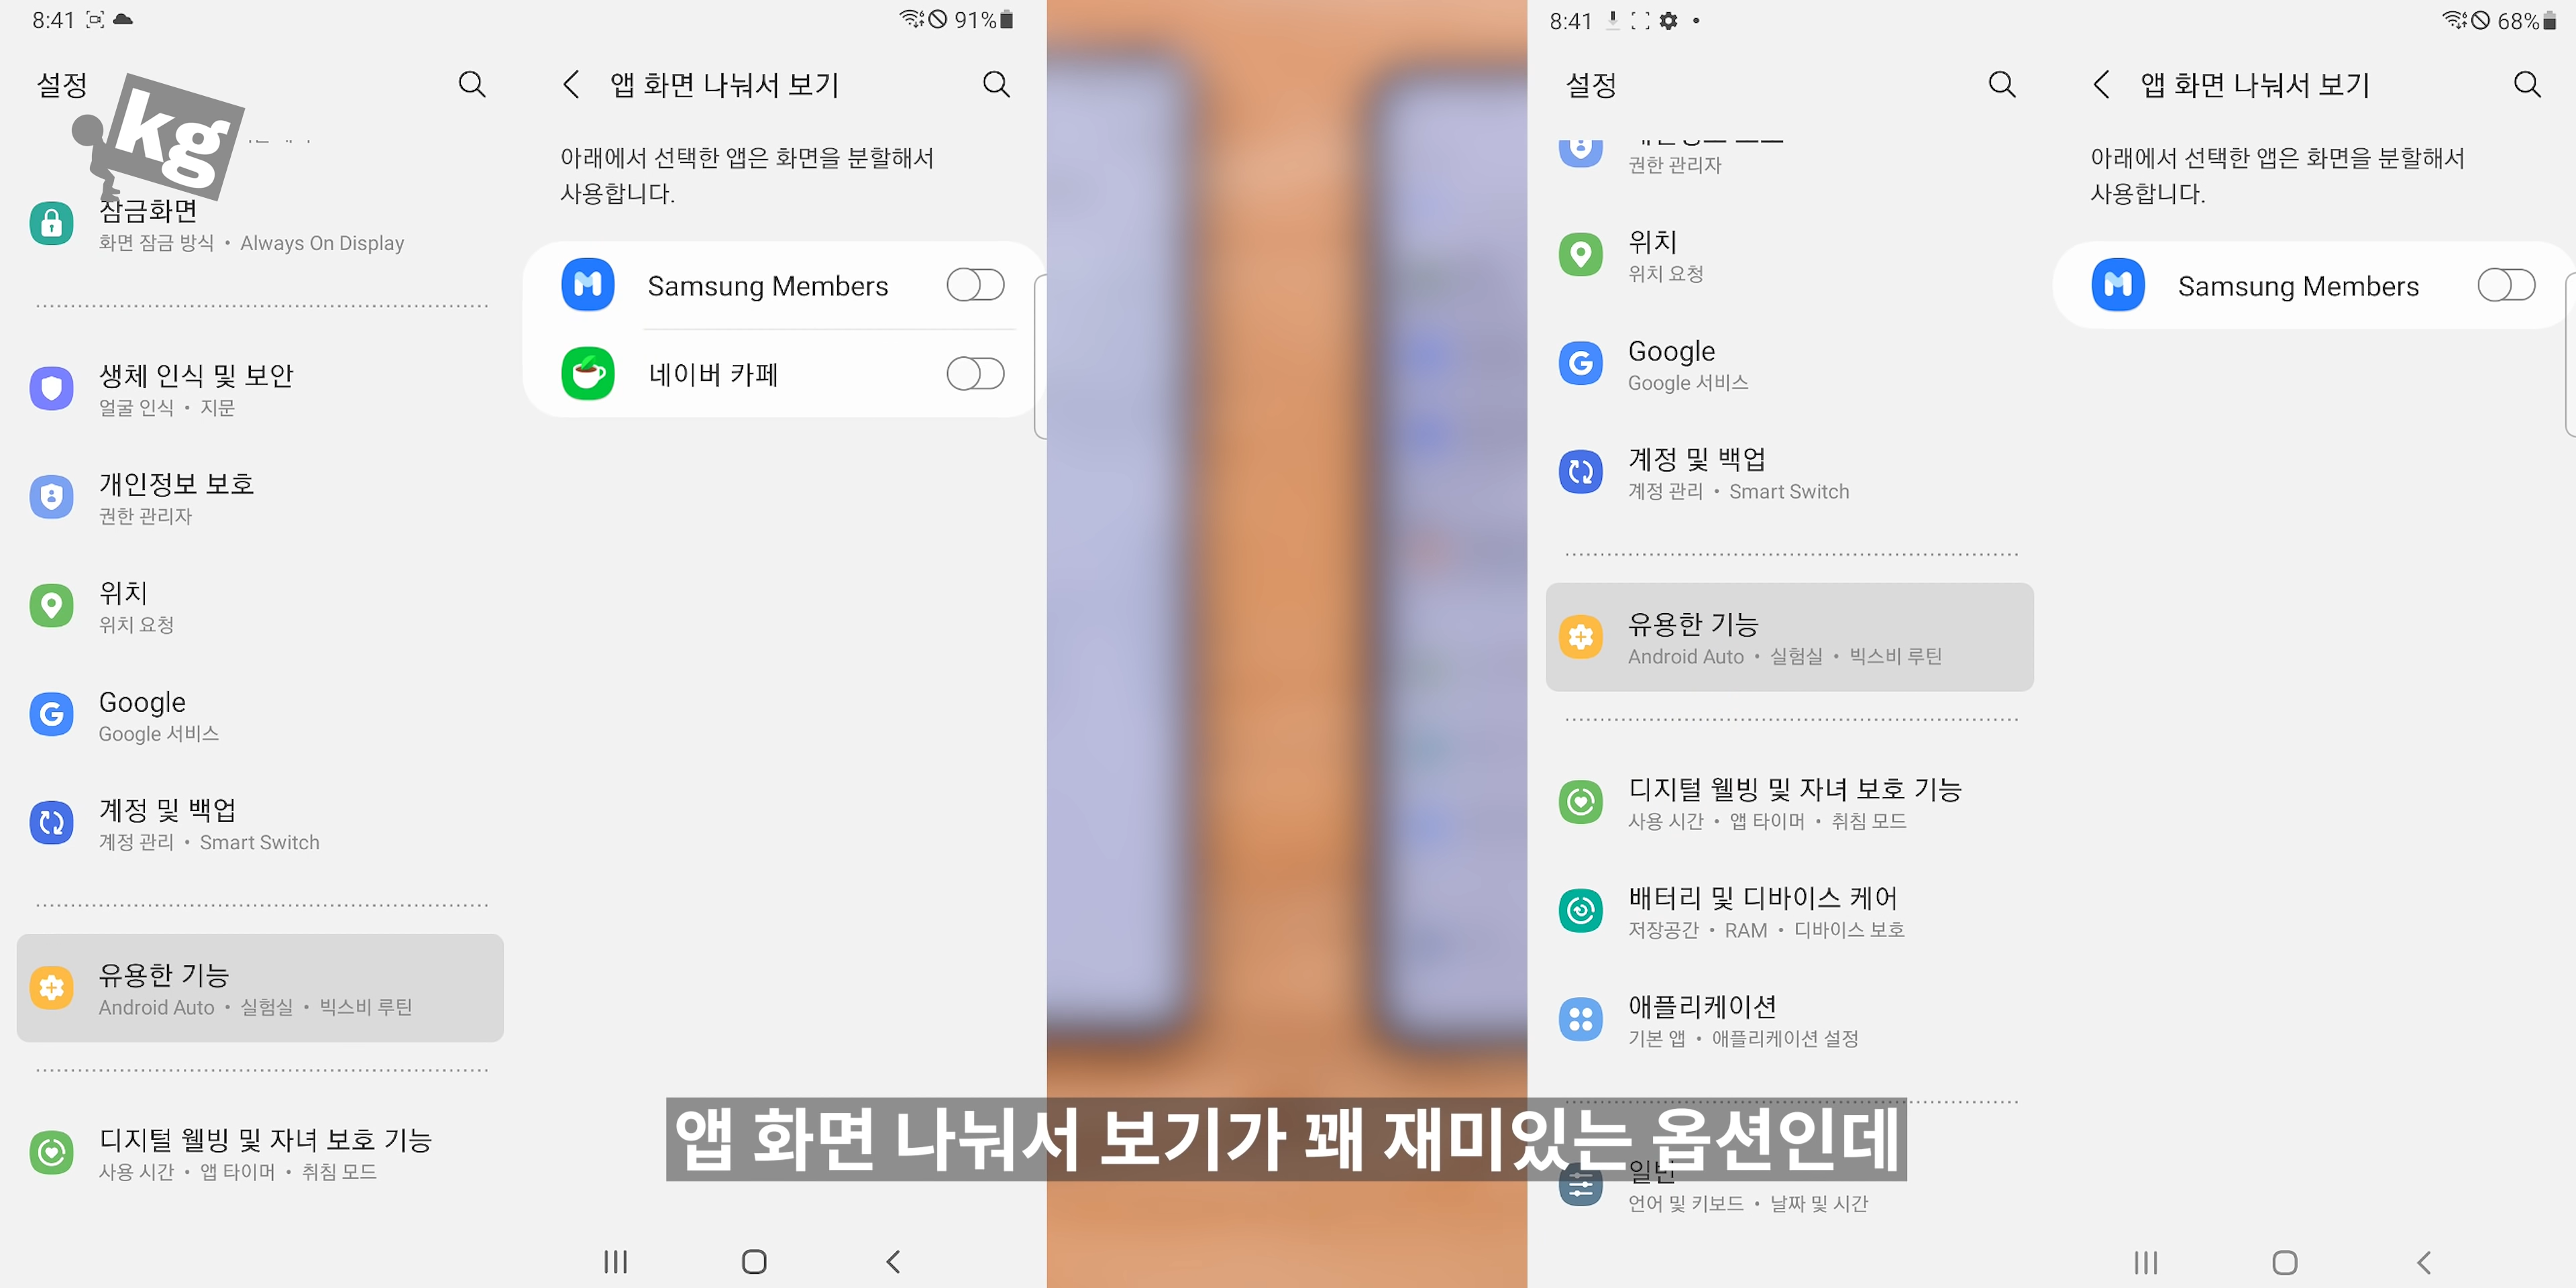 8:41
91%
설정
kg
잠금화면
화면 잠금 방식 • Always On Display
생체 인식 및 보안
얼굴 인식 • 지문
개인정보 보호
권한 관리자
위치
위치 요청
Google
Google 서비스
계정 및 백업
계정 관리 • Smart Switch
유용한 기능
Android Auto • 실험실 • 빅스비 루틴
디지털 웰빙 및 자녀 보호 기능
사용 시간 • 앱 타이머 • 취침 모드
앱 화면 나눠서 보기
아래에서 선택한 앱은 화면을 분할해서
사용합니다.
Samsung Members
네이버 카페
8:41
68%
설정
권한 관리자
위치
위치 요청
Google
Google 서비스
계정 및 백업
계정 관리 • Smart Switch
유용한 기능
Android Auto • 실험실 • 빅스비 루틴
디지털 웰빙 및 자녀 보호 기능
사용 시간 • 앱 타이머 • 취침 모드
배터리 및 디바이스 케어
저장공간 • RAM • 디바이스 보호
애플리케이션
기본 앱 • 애플리케이션 설정
일반
언어 및 키보드 • 날짜 및 시간
앱 화면 나눠서 보기
아래에서 선택한 앱은 화면을 분할해서
사용합니다.
Samsung Members
앱 화면 나눠서 보기가 꽤 재미있는 옵션인데